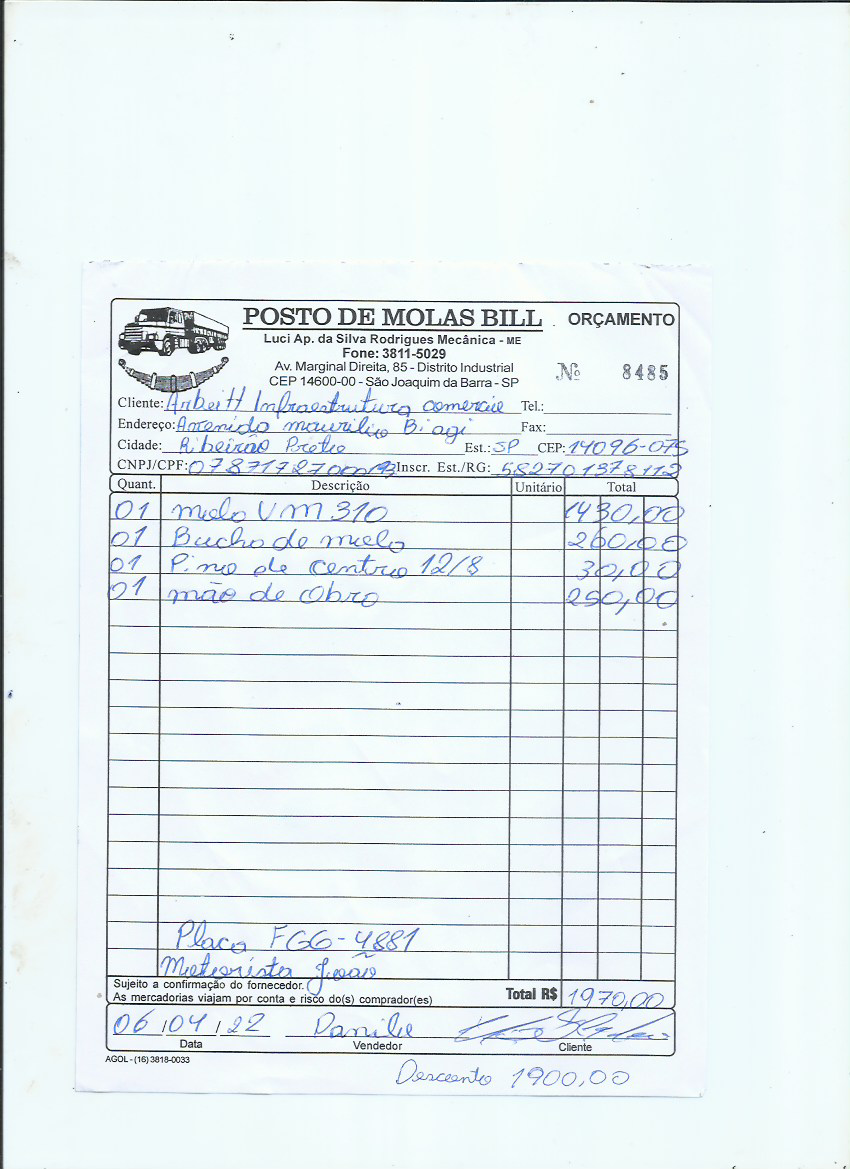 POSTO DE MOLAS BILL ORÇAMENTO
Luci Ap. da Silva Rodrigues Mecânica - ME
Fone: 3811-5029
Av. Marginal Direita, 85 - Distrito Industrial
CEP 14600-00 - São Joaquim da Barra - SP
Nº 8485
Cliente: Arbeitt Infraestrutura comercie Tel.:
Endereço: Avenida maurilio Biagi Fax:
Cidade: Ribeirão Preto Est.: SP CEP: 14096-075
CNPJ/CPF: Inscr. Est./RG: 582701378112
Quant. Descrição Unitário Total
01 mola VM 310 1430,00
01 Bucha de mola 260,00
01 Pino de centro 12/8 30,00
01 mão de obra 250,00
Placa FGG-4881
Motorista João
Sujeito a confirmação do fornecedor.
As mercadorias viajam por conta e risco do(s) comprador(es)
Total R$ 1970,00
06/04/22 Danilo
Data Vendedor Cliente
AGOL - (16) 3818-0033
Desconto 1900,00